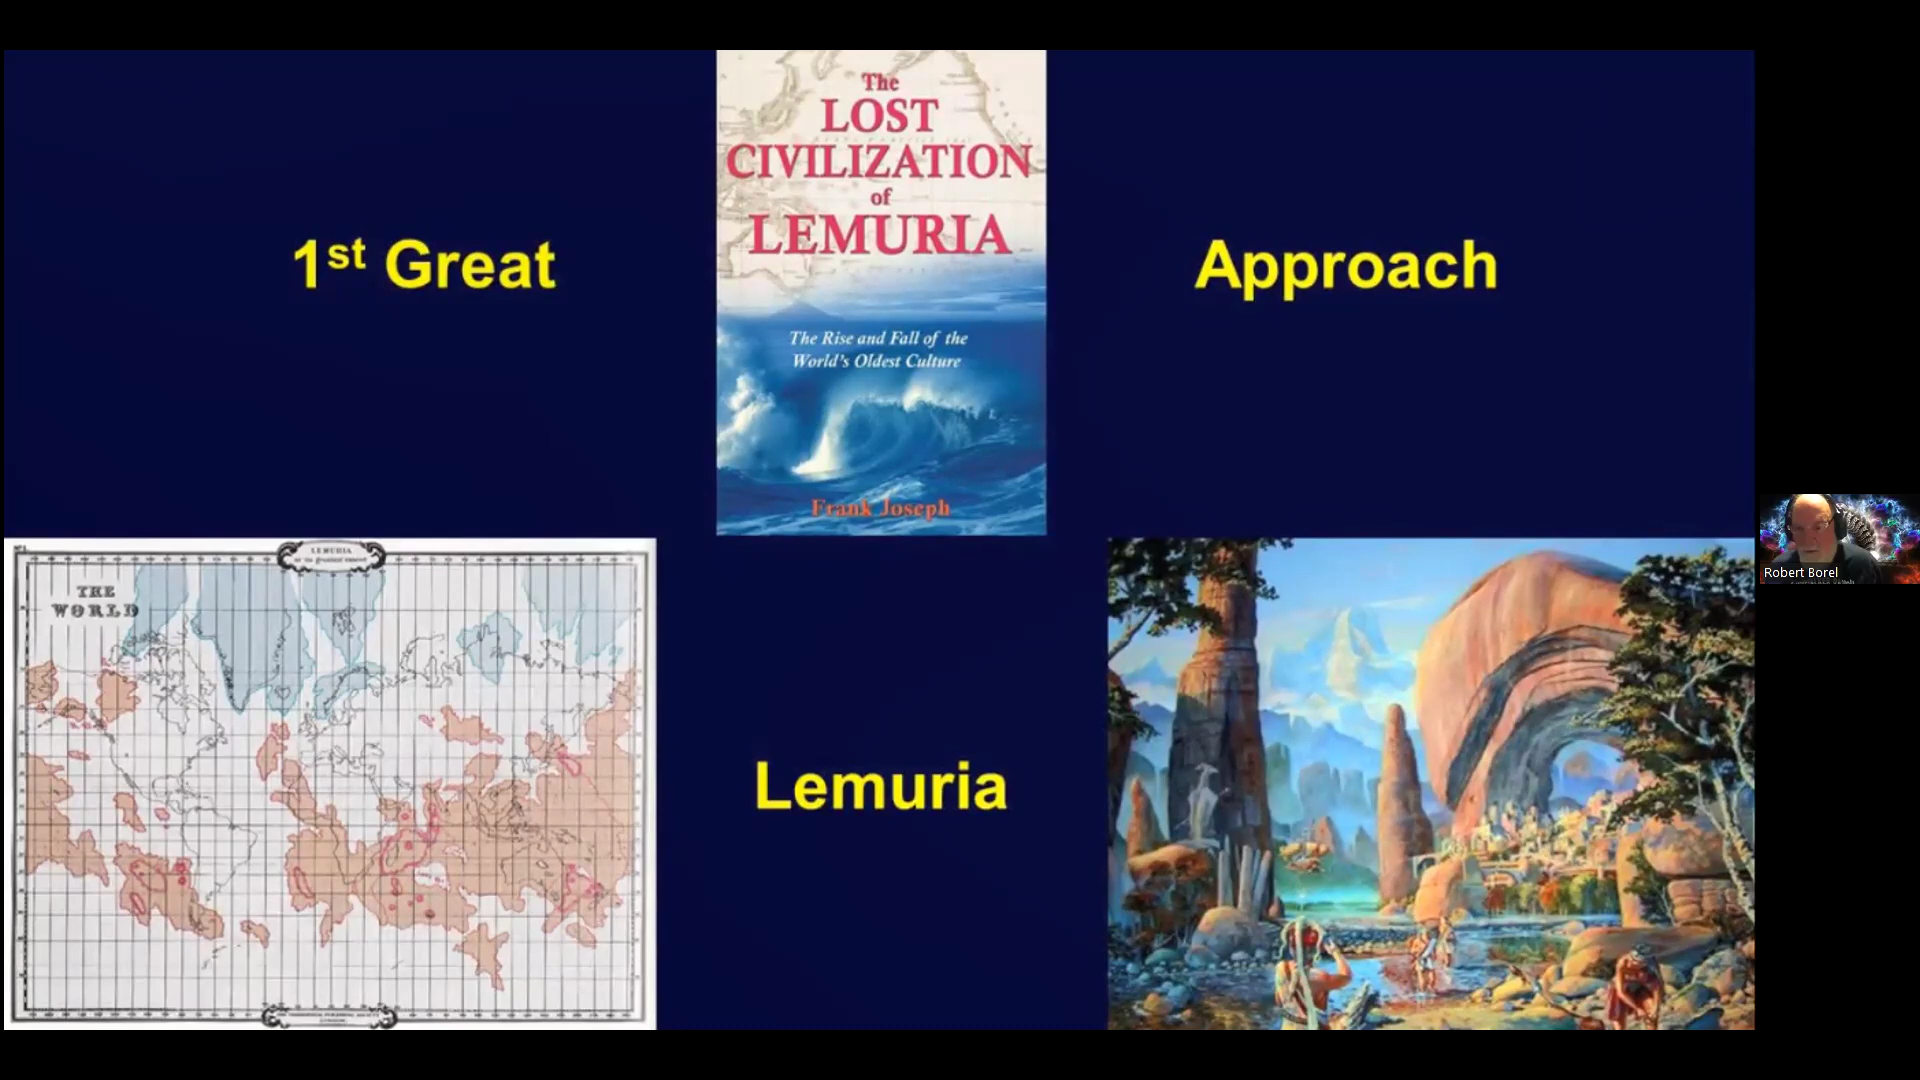 1st Great
The
LOST
CIVILIZATION
of
LEMURIA
The Rise and Fall of the
World's Oldest Culture
Frank Joseph
Approach
LEMURIA
THE
WORLD
Lemuria
Robert Borel